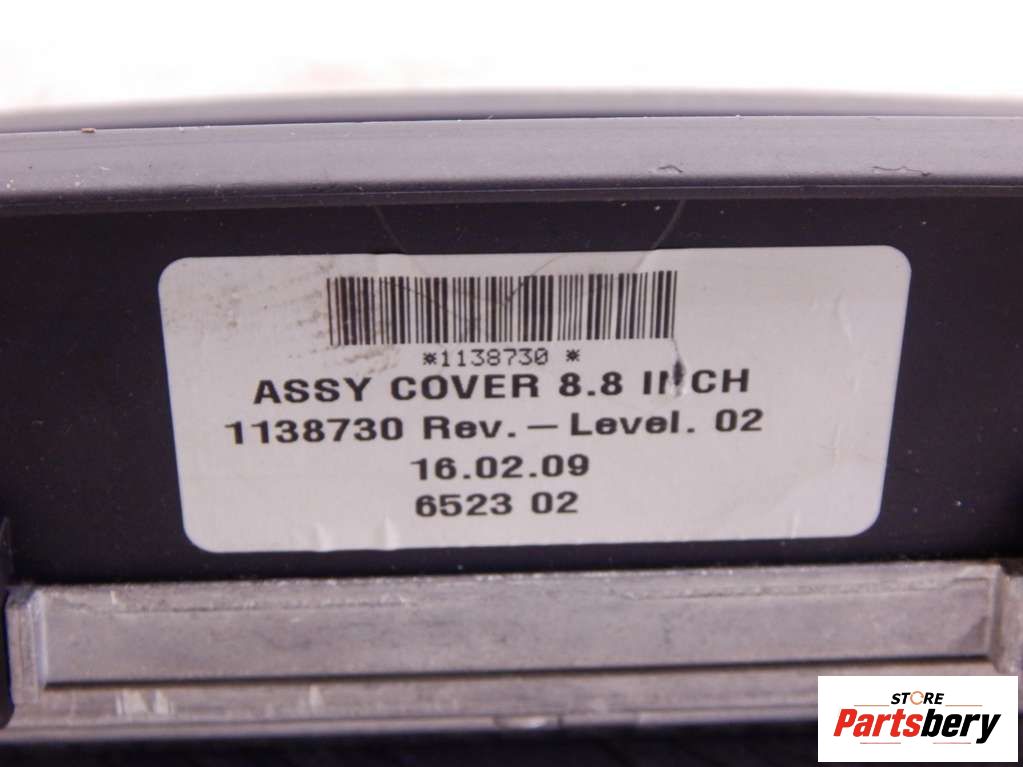 *1138730 *
ASSY COVER 8.8 INCH
1138730 Rev.-Level. 02
16.02.09
6523 02
STORE
Partsbery